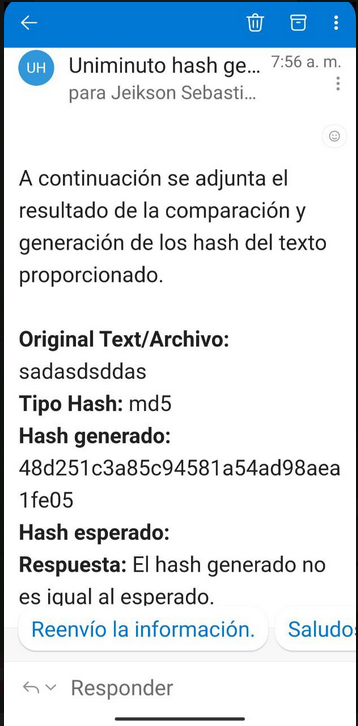 UH
Uniminuto hash ge...
7:56 a. m.
para Jeikson Sebasti...
A continuación se adjunta el
resultado de la comparación y
generación de los hash del texto
proporcionado.
Original Text/Archivo:
sadasdsddas
Tipo Hash: md5
Hash generado:
48d251c3a85c94581a54ad98aea
1fe05
Hash esperado:
Respuesta: El hash generado no
es igual al esperado.
Reenvío la información.
Saludo
Responder